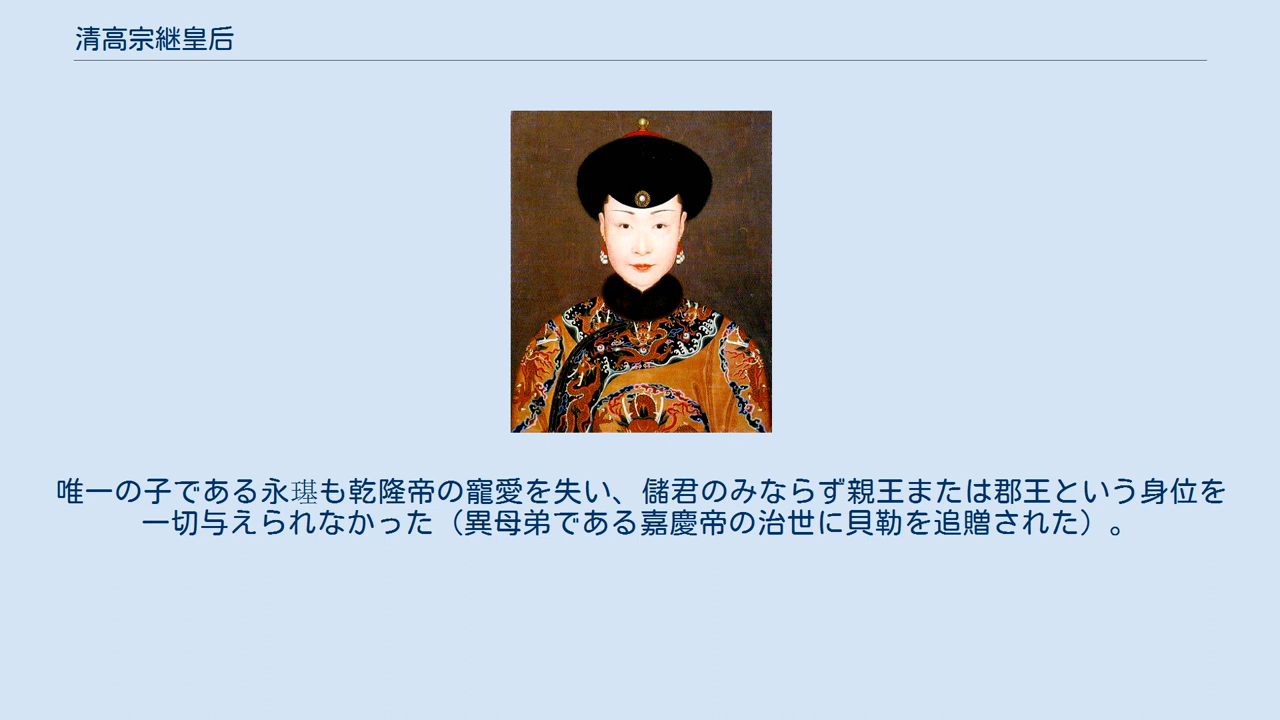 清高宗継皇后
唯一の子である永璂も乾隆帝の寵愛を失い、儲君のみならず親王または郡王という身位を
一切与えられなかった（異母弟である嘉慶帝の治世に貝勒を追贈された）。